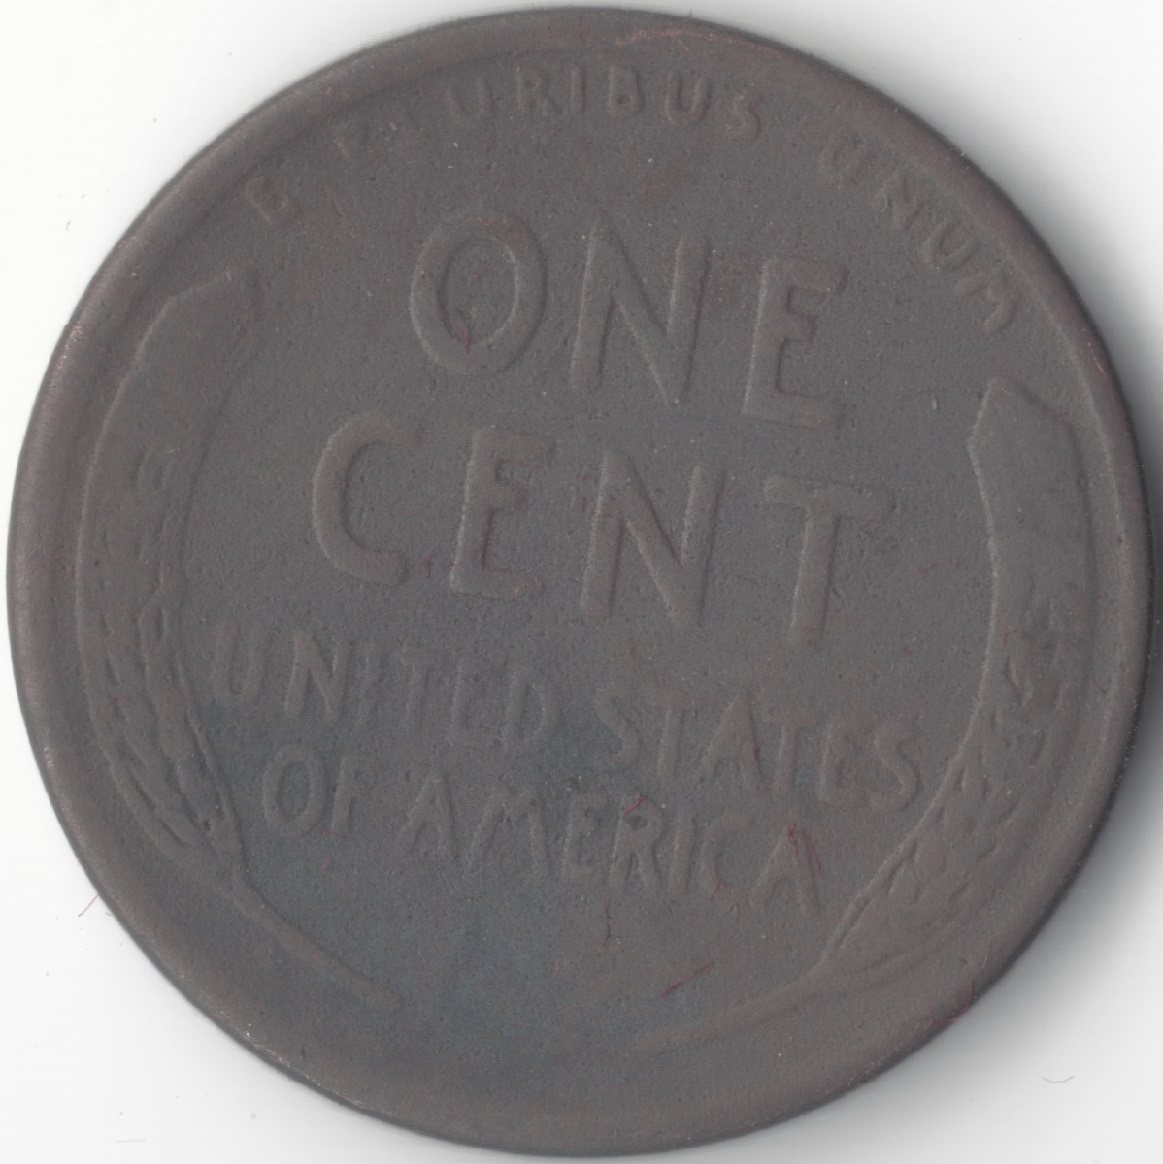 E PLURIBUS UNUM
ONE
CENT
UNITED STATES
OF AMERICA